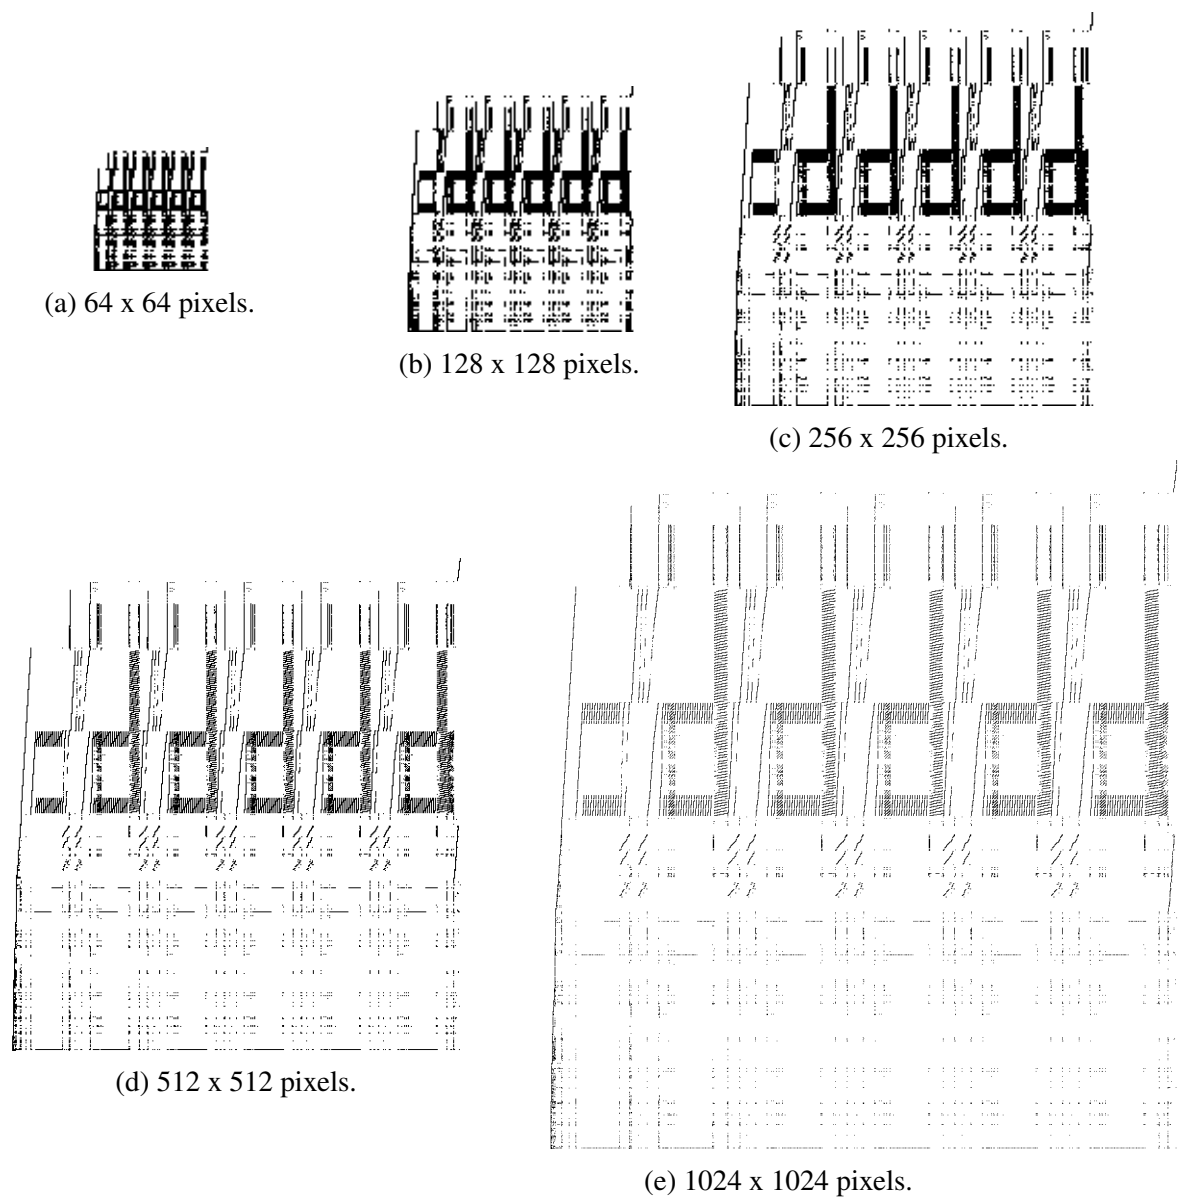 (a) 64 x 64 pixels.
(b) 128 x 128 pixels.
(c) 256 x 256 pixels.
(d) 512 x 512 pixels.
(e) 1024 x 1024 pixels.